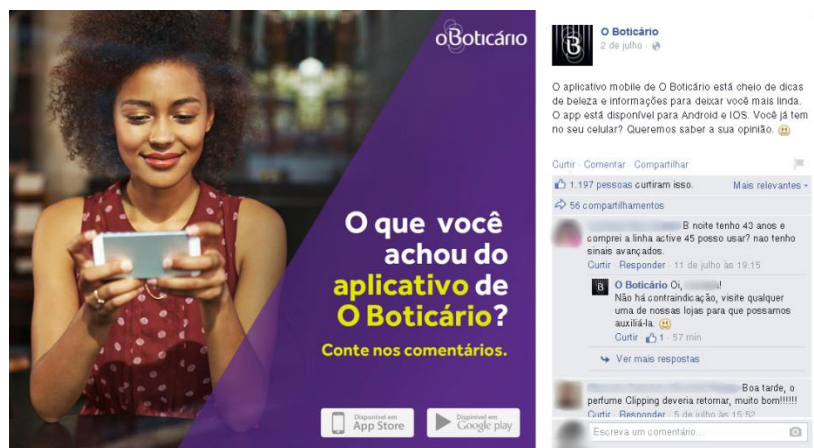 oBoticário
O que você
achou do
aplicativo de
O Boticário?
Conte nos comentários.
Disponível em
App Store
Disponível em
Google play
O Boticário
2 de julho ·
O aplicativo mobile de O Boticário está cheio de dicas
de beleza e informações para deixar você mais linda.
O app está disponível para Android e IOS. Você já tem
no seu celular? Queremos saber a sua opinião.
Curtir · Comentar · Compartilhar
1.197 pessoas curtiram isso.
Mais relevantes
56 compartilhamentos
B noite tenho 43 anos e
comprei a linha active 45 posso usar? nao tenho
sinais avançados.
Curtir · Responder · 11 de julho às 19:15
O Boticário Oi, !
Não há contraindicação, visite qualquer
uma de nossas lojas para que possamos
auxiliá-la.
Curtir · 1 · 57 min
Ver mais respostas
Boa tarde, o
perfume Clipping deveria retornar, muito bom!!!!!!
Curtir · Responder · 5 de julho às 15:52
Escreva um comentário...